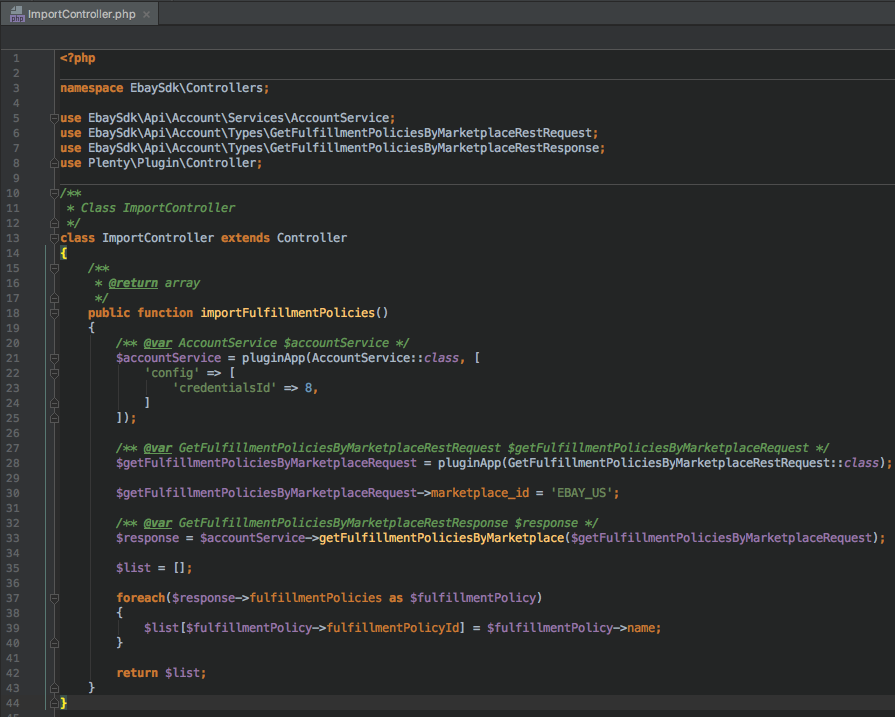 ImportController.php
1 <?php
2
3 namespace EbaySdk\Controllers;
4
5 use EbaySdk\Api\Account\Services\AccountService;
6 use EbaySdk\Api\Account\Types\GetFulfillmentPoliciesByMarketplaceRestRequest;
7 use EbaySdk\Api\Account\Types\GetFulfillmentPoliciesByMarketplaceRestResponse;
8 use Plenty\Plugin\Controller;
9
10 /**
11  * Class ImportController
12  */
13 class ImportController extends Controller
14 {
15     /**
16      * @return array
17      */
18     public function importFulfillmentPolicies()
19     {
20         /** @var AccountService $accountService */
21         $accountService = pluginApp(AccountService::class, [
22             'config' => [
23                 'credentialsId' => 8,
24             ]
25         ]);
26
27         /** @var GetFulfillmentPoliciesByMarketplaceRestRequest $getFulfillmentPoliciesByMarketplaceRequest */
28         $getFulfillmentPoliciesByMarketplaceRequest = pluginApp(GetFulfillmentPoliciesByMarketplaceRestRequest::class);
29
30         $getFulfillmentPoliciesByMarketplaceRequest->marketplace_id = 'EBAY_US';
31
32         /** @var GetFulfillmentPoliciesByMarketplaceRestResponse $response */
33         $response = $accountService->getFulfillmentPoliciesByMarketplace($getFulfillmentPoliciesByMarketplaceRequest);
34
35         $list = [];
36
37         foreach($response->fulfillmentPolicies as $fulfillmentPolicy)
38         {
39             $list[$fulfillmentPolicy->fulfillmentPolicyId] = $fulfillmentPolicy->name;
40         }
41
42         return $list;
43     }
44 }